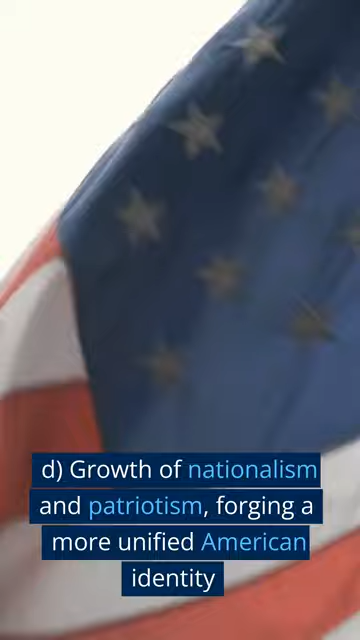 d) Growth of nationalism
and patriotism, forging a
more unified American
identity